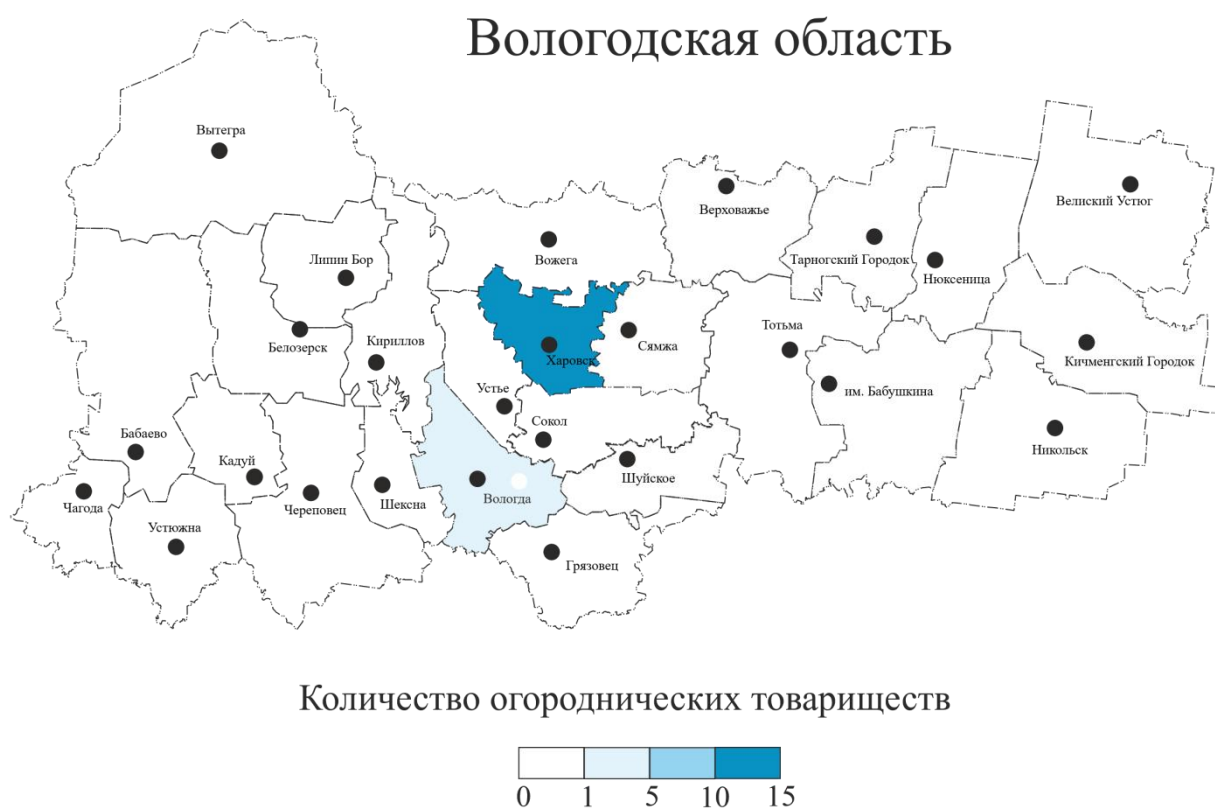 Вологодская область
Вытегра
Великий Устюг
Верховажье
Вожега
Тарногский Городок
Липин Бор
Нюксеница
Тотьма
Белозерск
Кириллов
Харовск
Сямжа
Кичменгский Городок
Устье
им. Бабушкина
Сокол
Бабаево
Никольск
Кадуй
Шуйское
Вологда
Чагода
Шексна
Череповец
Устюжна
Грязовец
Количество огороднических товариществ
0 1 5 10 15